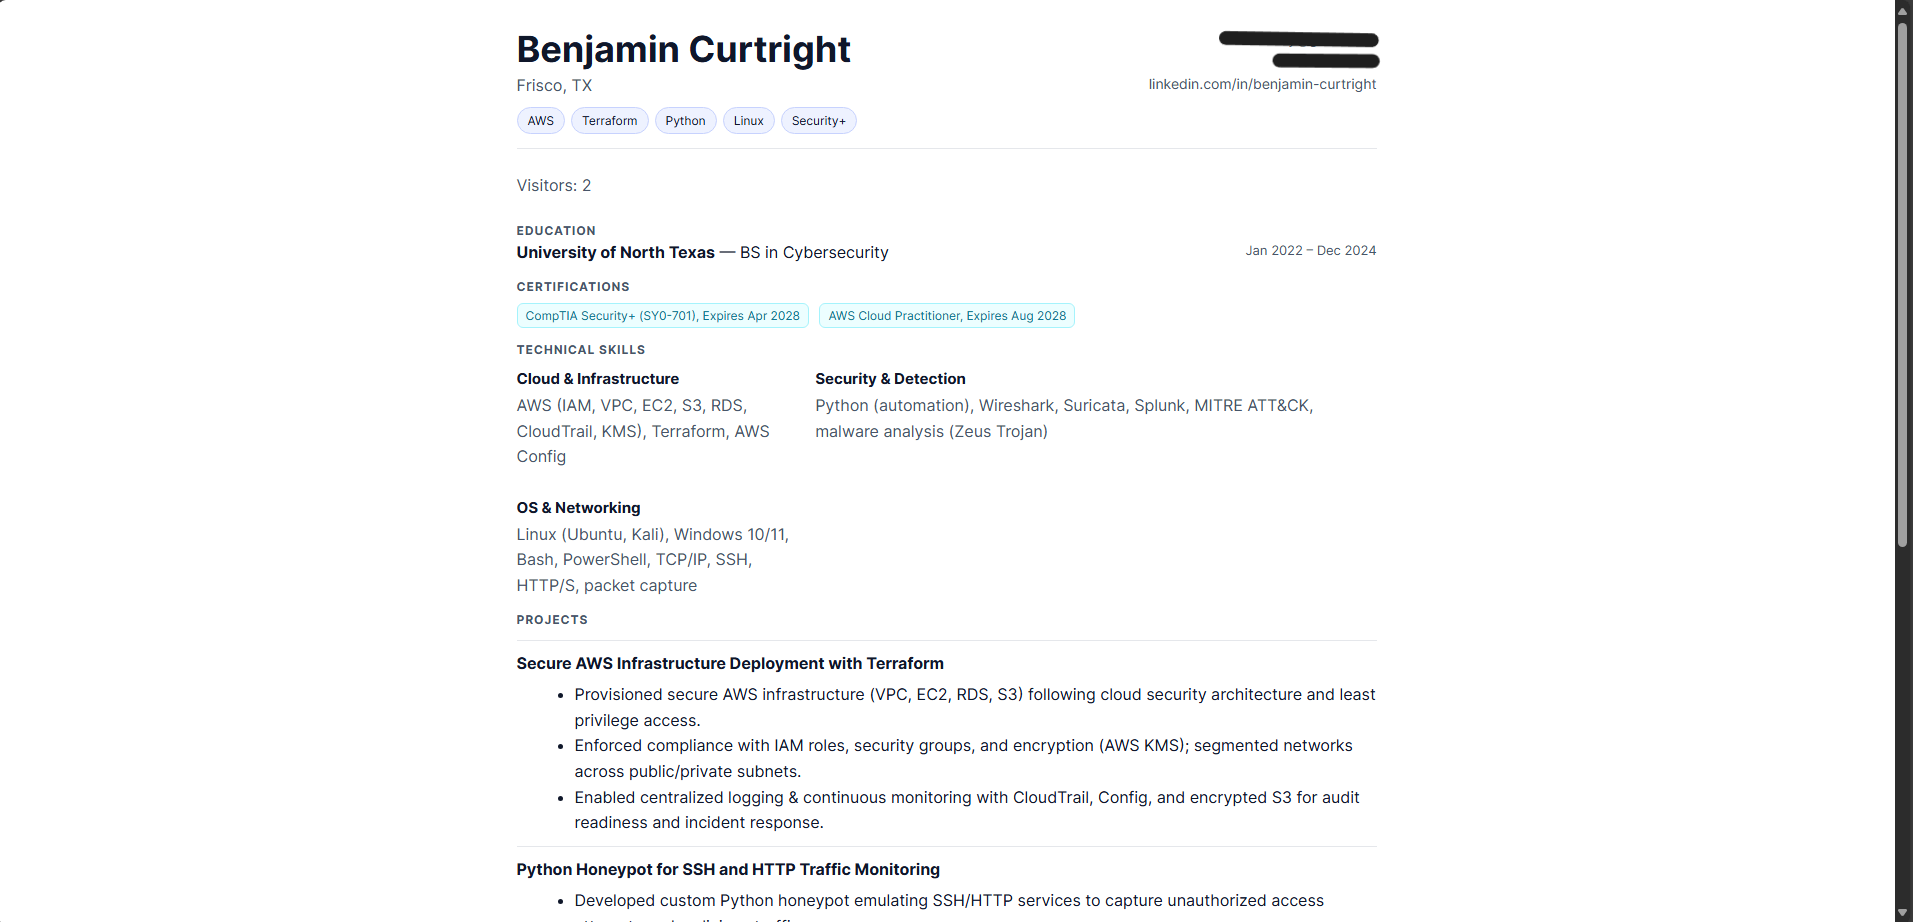 Benjamin Curtright
Frisco, TX
linkedin.com/in/benjamin-curtright
AWS Terraform Python Linux Security+
Visitors: 2
EDUCATION
University of North Texas — BS in Cybersecurity Jan 2022 – Dec 2024
CERTIFICATIONS
CompTIA Security+ (SY0-701), Expires Apr 2028 AWS Cloud Practitioner, Expires Aug 2028
TECHNICAL SKILLS
Cloud & Infrastructure
AWS (IAM, VPC, EC2, S3, RDS,
CloudTrail, KMS), Terraform, AWS
Config
Security & Detection
Python (automation), Wireshark, Suricata, Splunk, MITRE ATT&CK,
malware analysis (Zeus Trojan)
OS & Networking
Linux (Ubuntu, Kali), Windows 10/11,
Bash, PowerShell, TCP/IP, SSH,
HTTP/S, packet capture
PROJECTS
Secure AWS Infrastructure Deployment with Terraform
• Provisioned secure AWS infrastructure (VPC, EC2, RDS, S3) following cloud security architecture and least
privilege access.
• Enforced compliance with IAM roles, security groups, and encryption (AWS KMS); segmented networks
across public/private subnets.
• Enabled centralized logging & continuous monitoring with CloudTrail, Config, and encrypted S3 for audit
readiness and incident response.
Python Honeypot for SSH and HTTP Traffic Monitoring
• Developed custom Python honeypot emulating SSH/HTTP services to capture unauthorized access